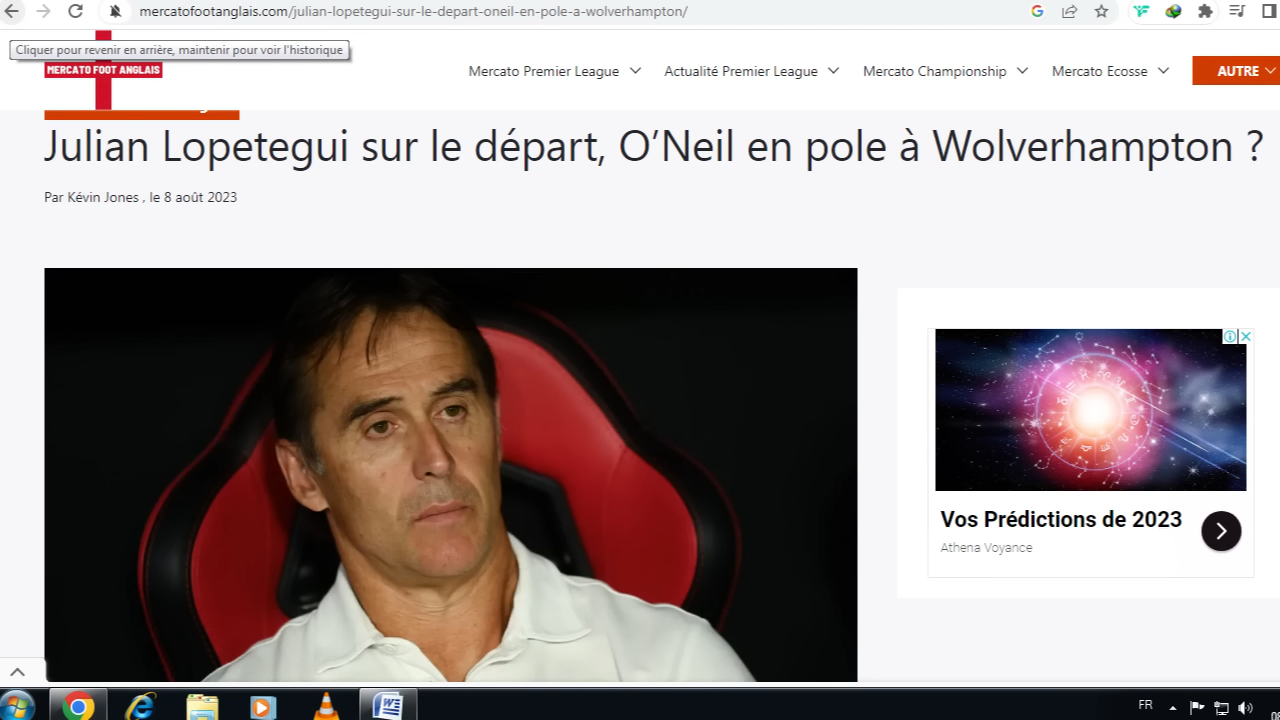 mercatofootanglais.com/julian-lopetegui-sur-le-depart-oneil-en-pole-a-wolverhampton/
Cliquer pour revenir en arrière, maintenir pour voir l'historique
MERCATO FOOT ANGLAIS
Mercato Premier League
Actualité Premier League
Mercato Championship
Mercato Ecosse
AUTRE
Julian Lopetegui sur le départ, O’Neil en pole à Wolverhampton ?
Par Kévin Jones , le 8 août 2023
Vos Prédictions de 2023
Athena Voyance
FR